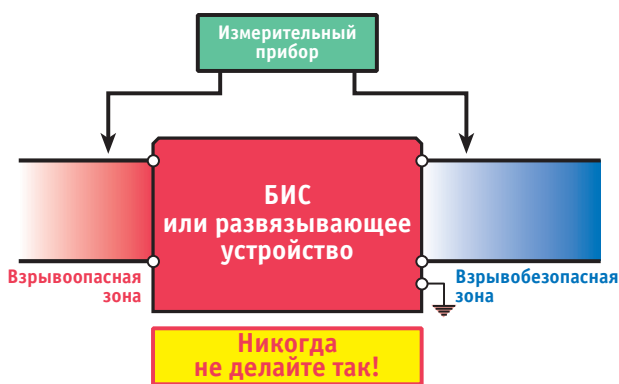 Измерительный
прибор
БИС
или развязывающее
устройство
Взрывоопасная
зона
Взрывобезопасная
зона
Никогда
не делайте так!